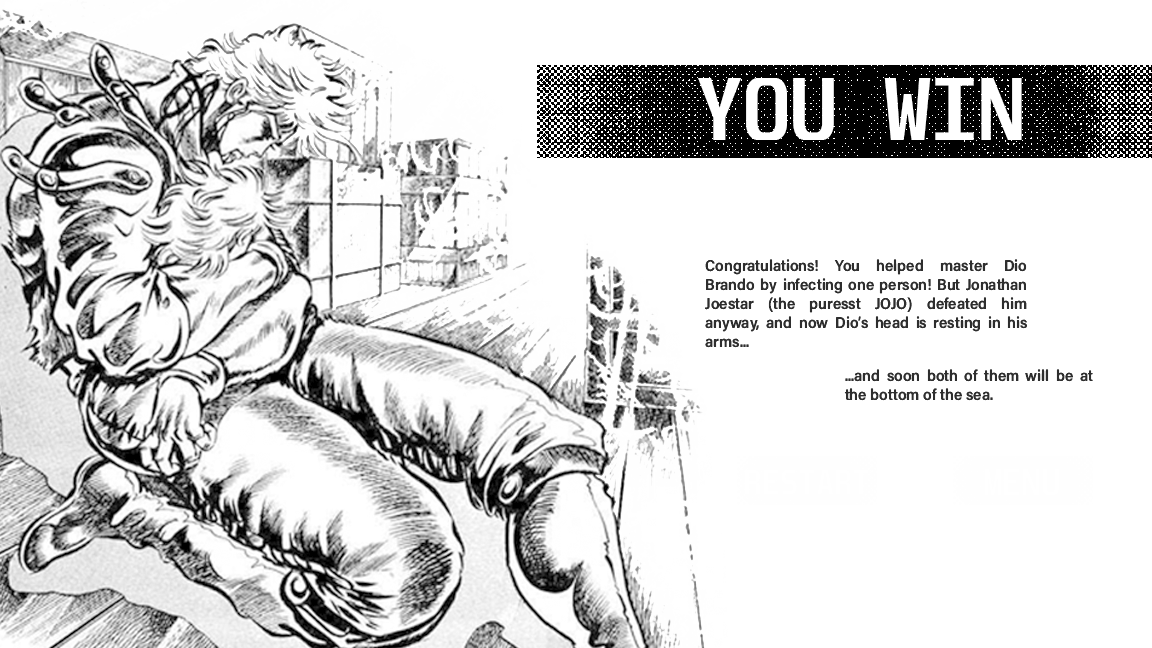 YOU WIN
Congratulations! You helped master Dio
Brando by infecting one person! But Jonathan
Joestar (the puresst JOJO) defeated him
anyway, and now Dio's head is resting in his
arms...
...and soon both of them will be at
the bottom of the sea.